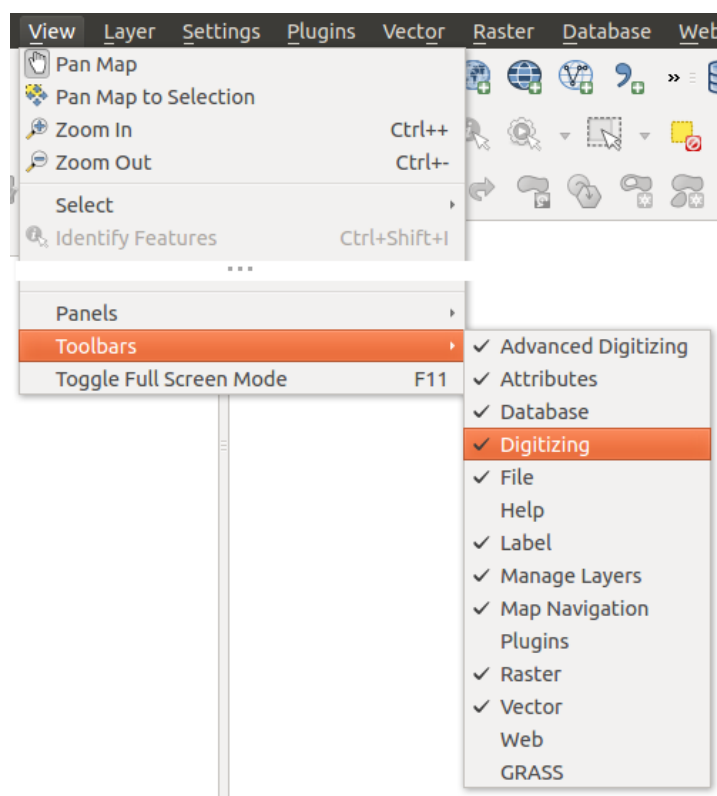 View Layer Settings Plugins Vector Raster Database Web
Pan Map
Pan Map to Selection
Zoom In Ctrl++
Zoom Out Ctrl+-
Select
Identify Features Ctrl+Shift+I
...
Panels
Toolbars
Toggle Full Screen Mode F11
Advanced Digitizing
Attributes
Database
Digitizing
File
Help
Label
Manage Layers
Map Navigation
Plugins
Raster
Vector
Web
GRASS